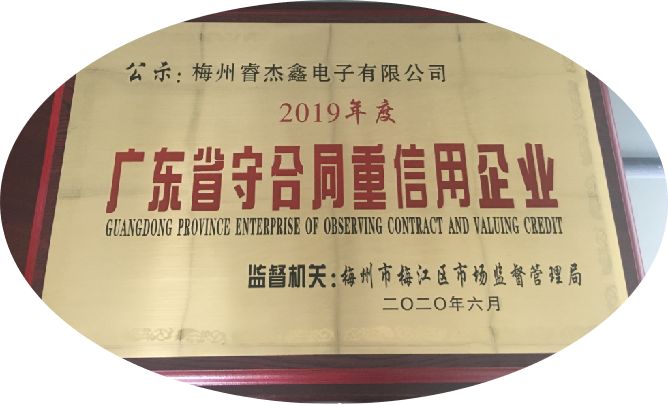 公示：梅州睿杰鑫电子有限公司
2019年度
广东省守合同重信用企业
GUANGDONG PROVINCE ENTERPRISE OF OBSERVING CONTRACT AND VALUING CREDIT
监督机关：梅州市梅江区市场监督管理局
二〇二〇年六月